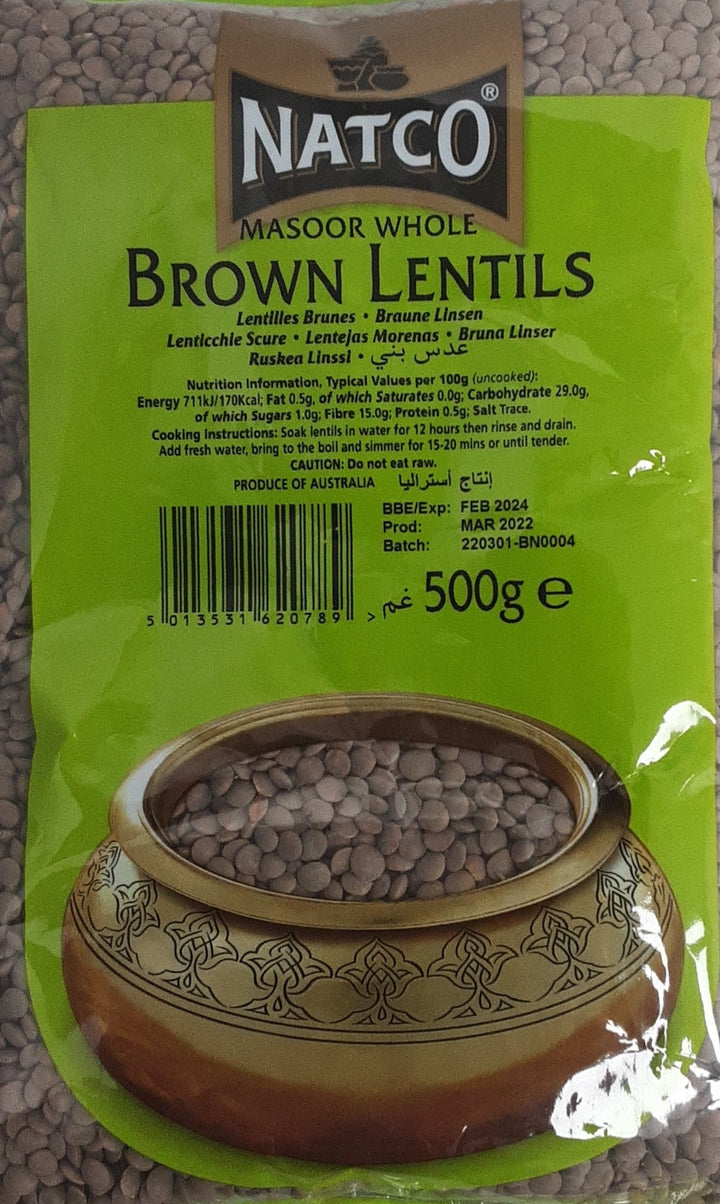 NATCO®
MASOOR WHOLE
BROWN LENTILS
Lentilles Brunes • Braune Linsen
Lenticchie Scure • Lentejas Morenas • Bruna Linser
Ruskea Linssi • عدس بني
Nutrition Information, Typical Values per 100g (uncooked):
Energy 711kJ/170Kcal; Fat 0.5g, of which Saturates 0.0g; Carbohydrate 29.0g,
of which Sugars 1.0g; Fibre 15.0g; Protein 0.5g; Salt Trace.
Cooking Instructions: Soak lentils in water for 12 hours then rinse and drain.
Add fresh water, bring to the boil and simmer for 15-20 mins or until tender.
CAUTION: Do not eat raw.
PRODUCE OF AUSTRALIA إنتاج أستراليا
BBE/Exp: FEB 2024
Prod: MAR 2022
Batch: 220301-BN0004
500g e غم
5 013531 620789 >